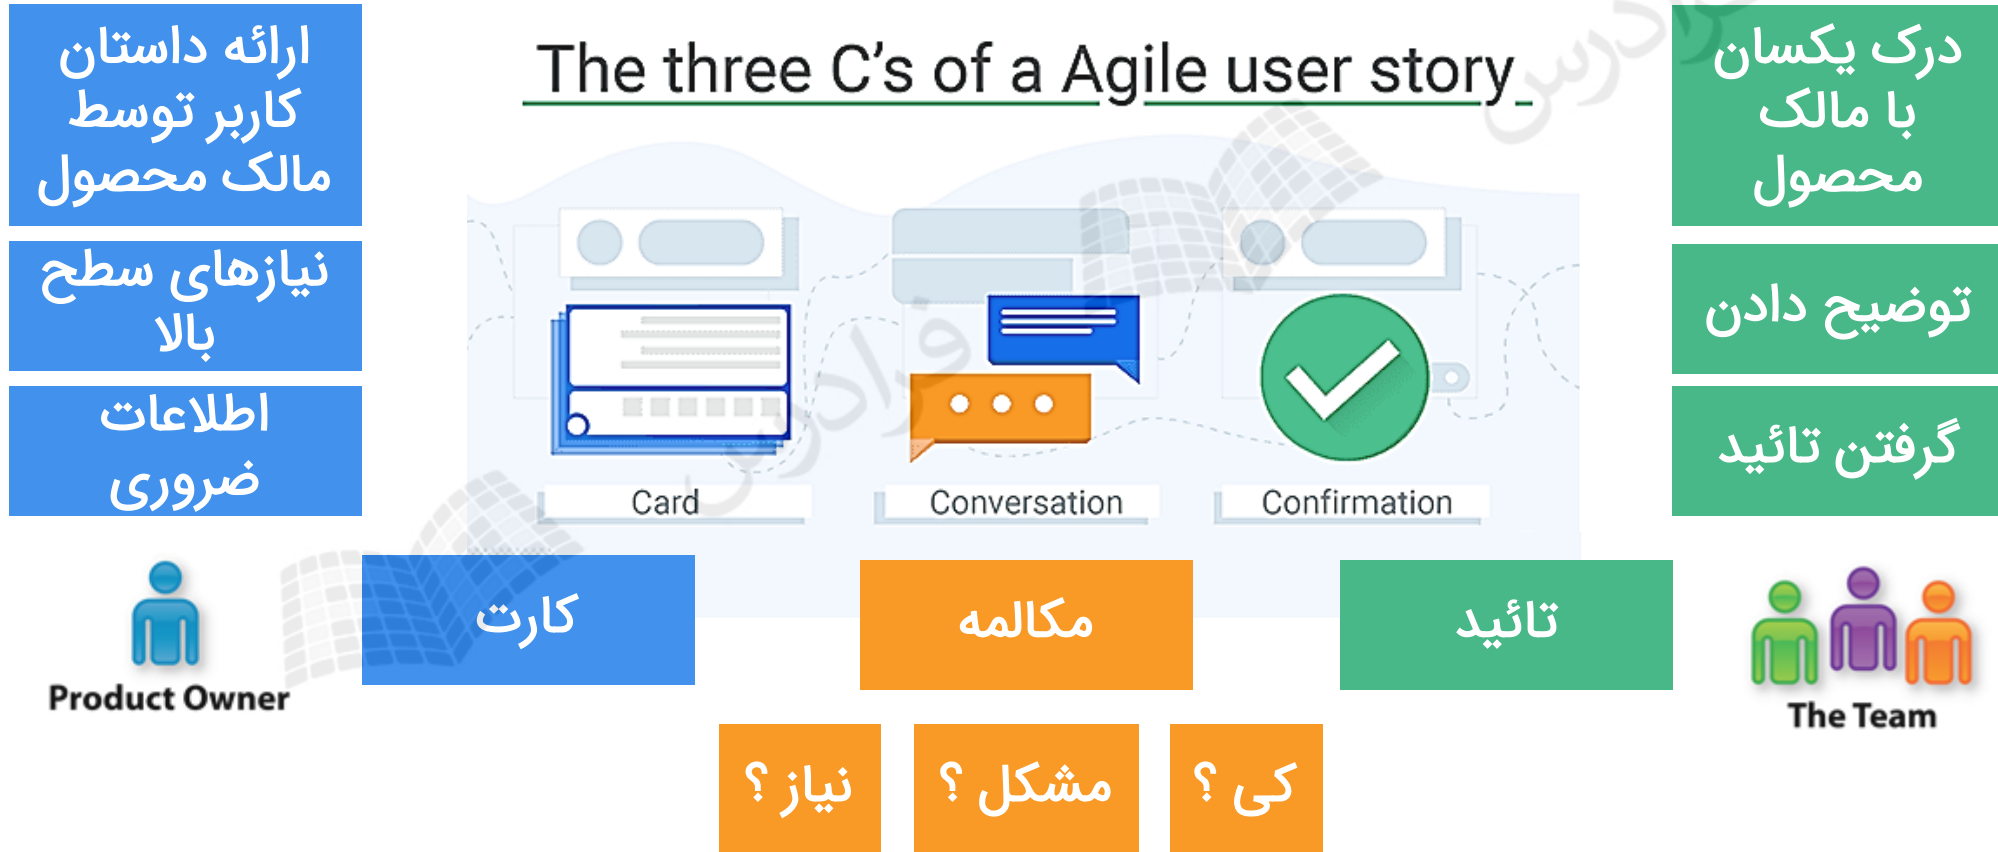 The three C’s of a Agile user story
ارائه داستان
کاربر توسط
مالک محصول
نیازهای سطح
بالا
اطلاعات
ضروری
درک یکسان
با مالک
محصول
توضیح دادن
گرفتن تائید
Card
Conversation
Confirmation
کارت
مکالمه
تائید
Product Owner
The Team
نیاز ؟
مشکل ؟
کی ؟
فرادرس
فرادرس